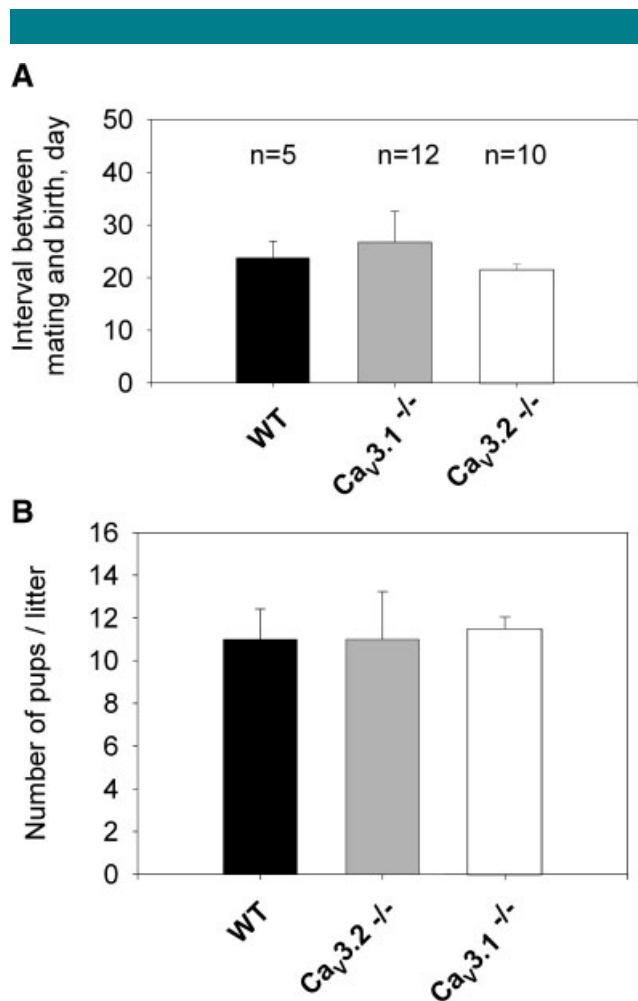 A
Interval between
mating and birth, day
50
40
30
20
10
0
n=5 n=12 n=10
WT Cav3.1 -/- Cav3.2 -/-
B
Number of pups / litter
16
14
12
10
8
6
4
2
0
WT Cav3.2 -/- Cav3.1 -/-